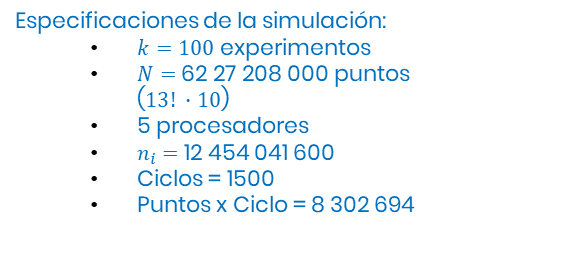 Especificaciones de la simulación:
• k = 100 experimentos
• N = 62 27 208 000 puntos
(13! · 10)
• 5 procesadores
• nᵢ = 12 454 041 600
• Ciclos = 1500
• Puntos x Ciclo = 8 302 694